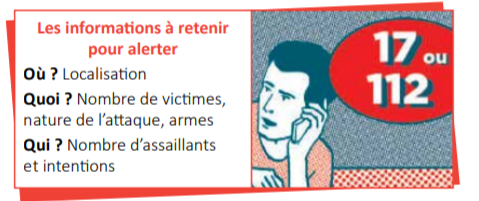 Les informations à retenir
pour alerter
Où ? Localisation
Quoi ? Nombre de victimes,
nature de l'attaque, armes
Qui ? Nombre d'assaillants
et intentions
17 ou
112